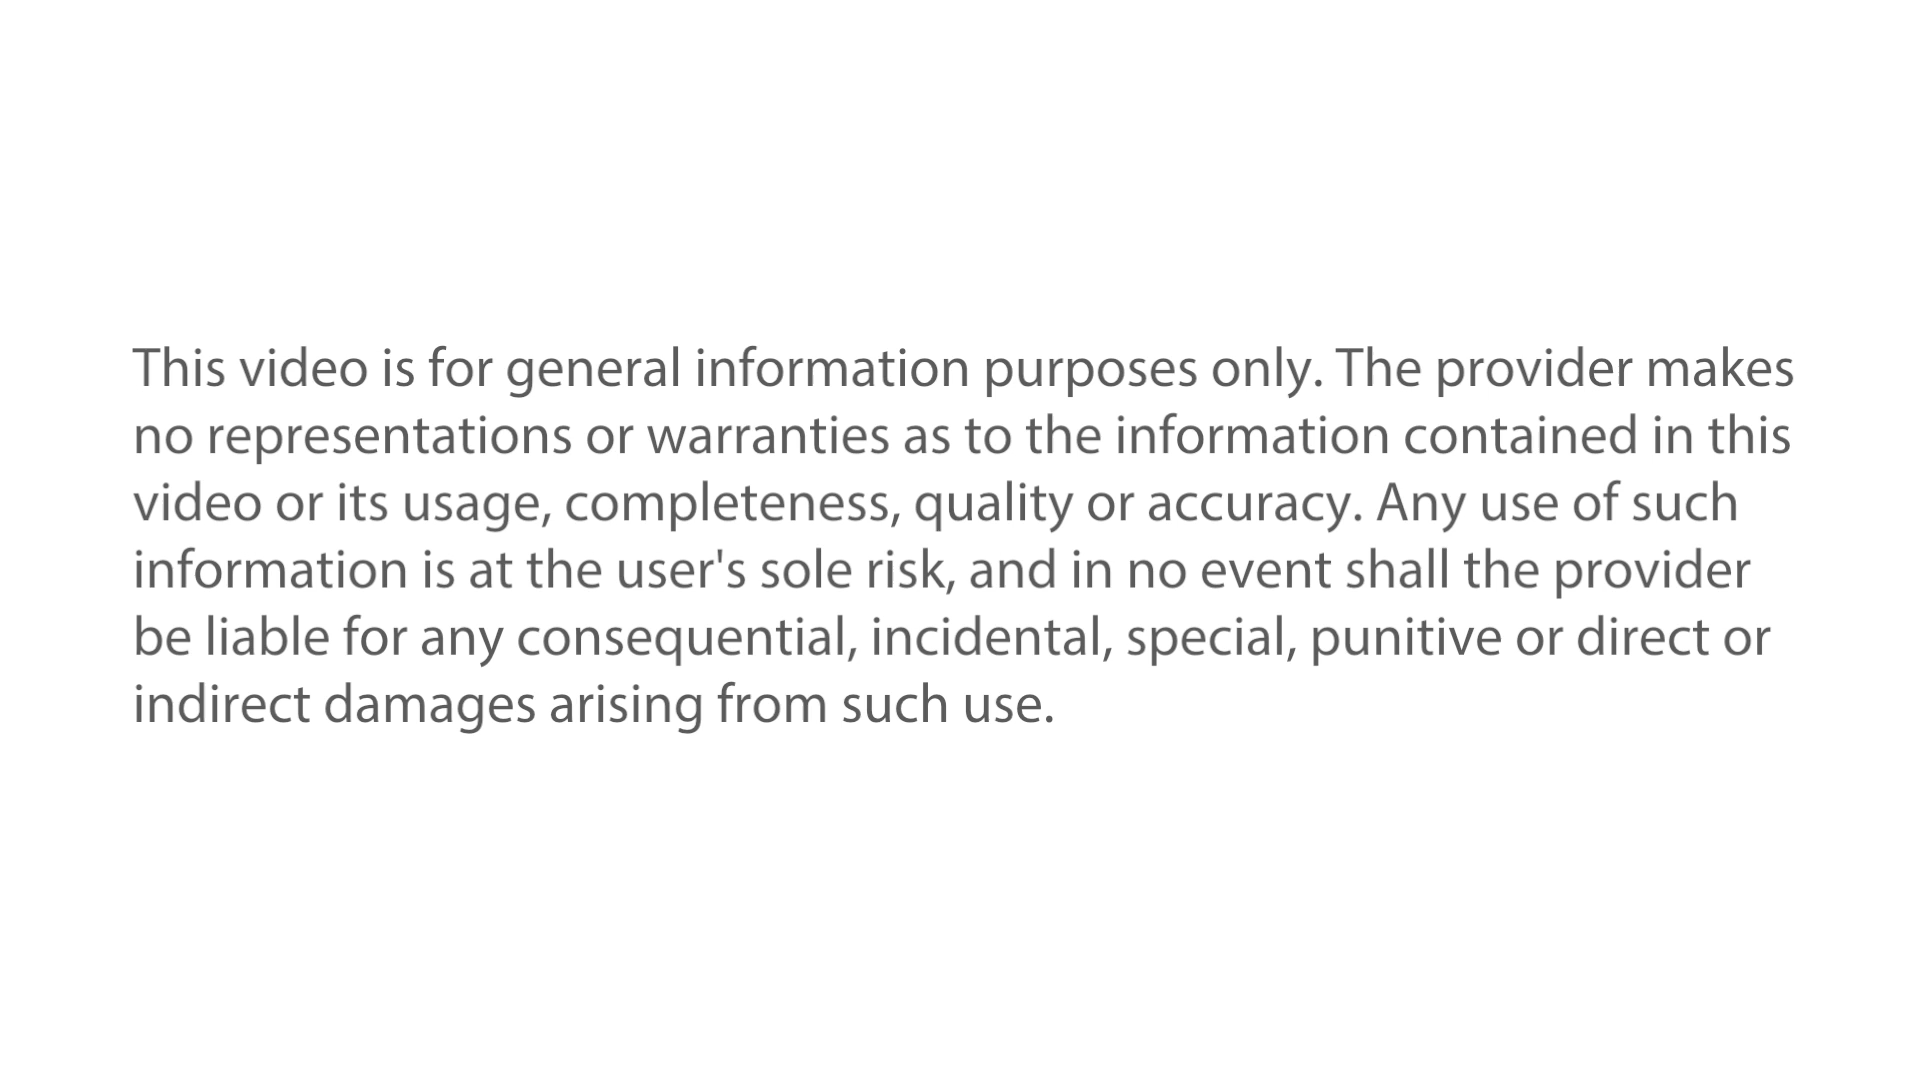 This video is for general information purposes only. The provider makes
no representations or warranties as to the information contained in this
video or its usage, completeness, quality or accuracy. Any use of such
information is at the user's sole risk, and in no event shall the provider
be liable for any consequential, incidental, special, punitive or direct or
indirect damages arising from such use.